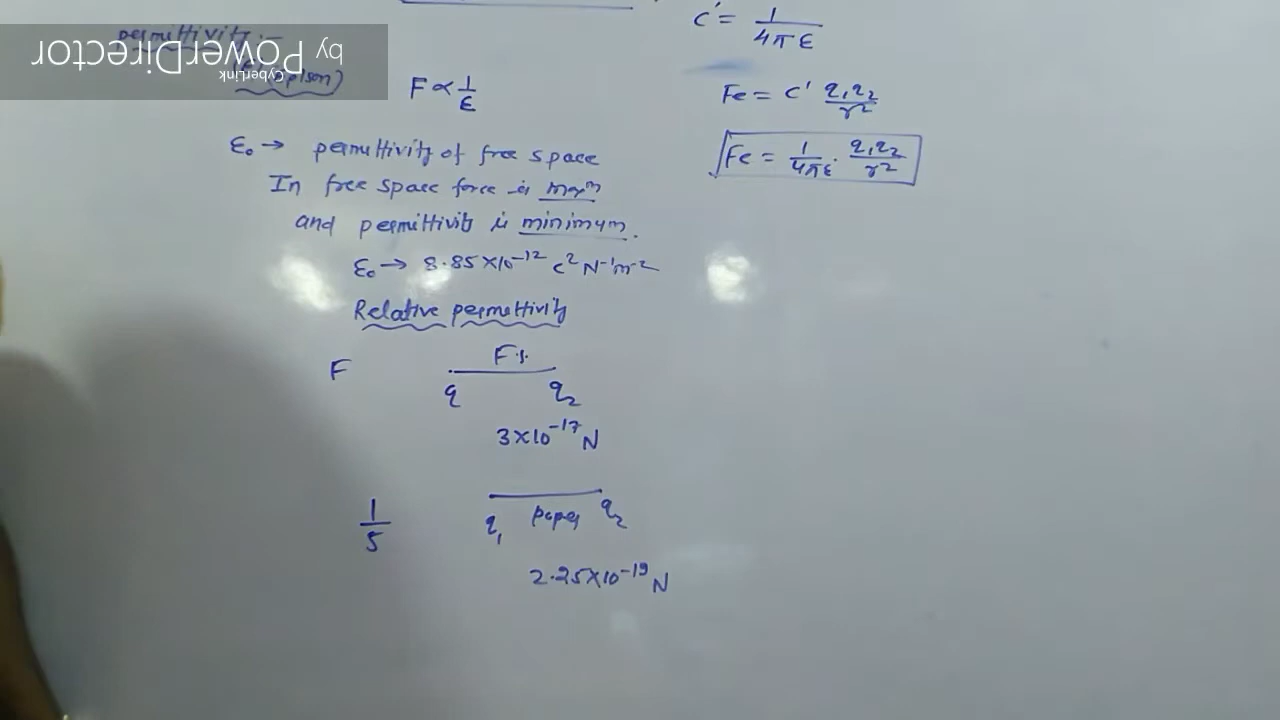 permittivity :-
by PowerDirector
CyberLink
F ∝ 1/ε
ε₀ → permittivity of free space
In free space force is maxᵐ
and permittivity is minimum.
ε₀ → 8.85×10⁻¹² C² N⁻¹ m⁻²
Relative permittivity
F
F.s.
q q₂
3×10⁻¹⁷ N
1/5
q₁ paper q₂
2.25×10⁻¹⁹ N
C' = 1/4πε
Fe = C' q₁q₂/r²
Fe = 1/4πε · q₁q₂/r²